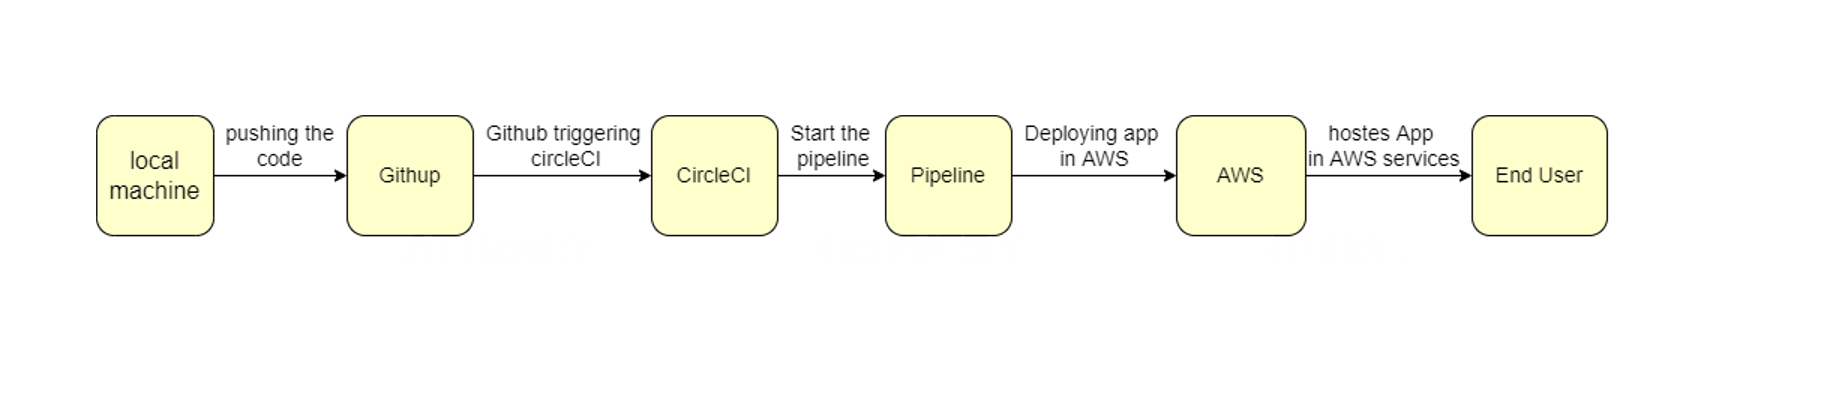 local
machine
pushing the
code
Githup
Github triggering
circleCI
CircleCI
Start the
pipeline
Pipeline
Deploying app
in AWS
AWS
hostes App
in AWS services
End User